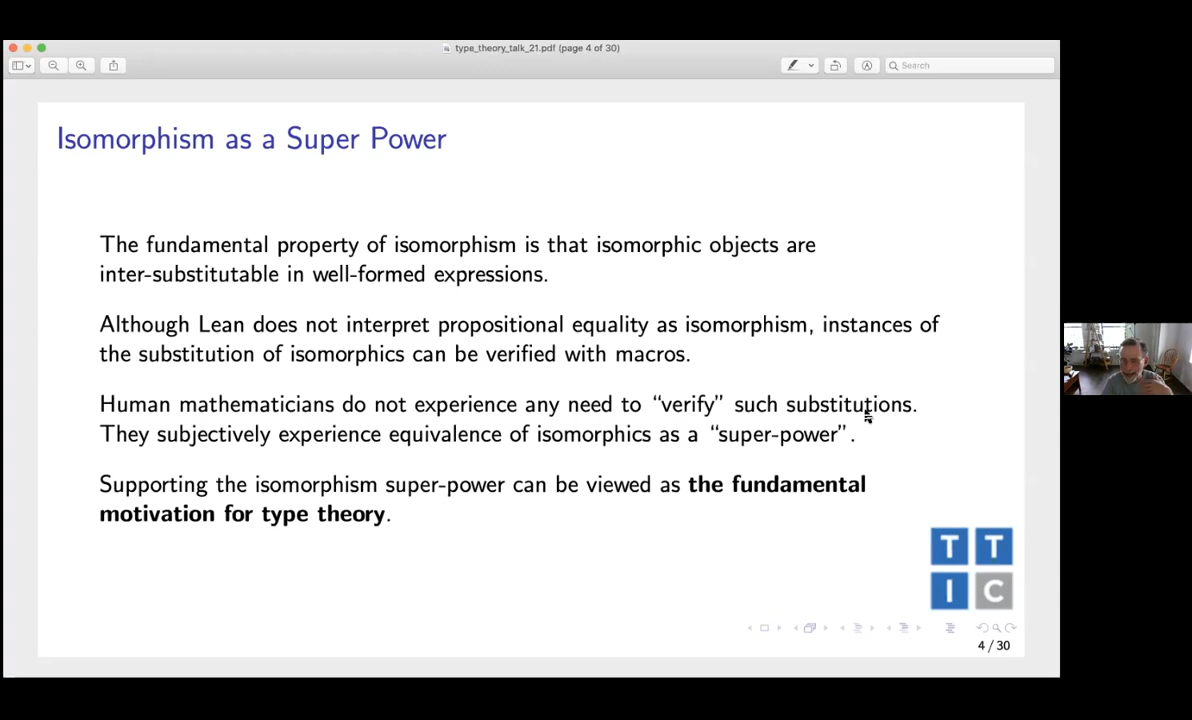 type_theory_talk_21.pdf (page 4 of 30)
Search
Isomorphism as a Super Power
The fundamental property of isomorphism is that isomorphic objects are
inter-substitutable in well-formed expressions.
Although Lean does not interpret propositional equality as isomorphism, instances of
the substitution of isomorphics can be verified with macros.
Human mathematicians do not experience any need to “verify” such substitutions.
They subjectively experience equivalence of isomorphics as a “super-power”.
Supporting the isomorphism super-power can be viewed as the fundamental
motivation for type theory.
T T
I C
4 / 30